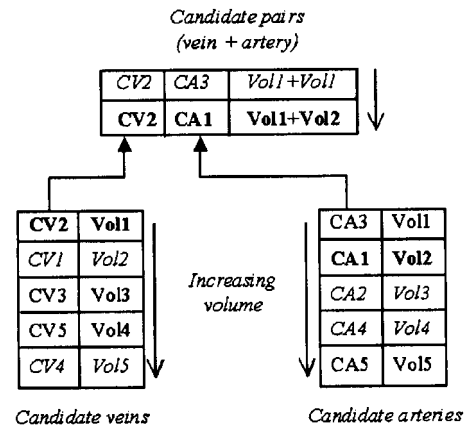 Candidate pairs
(vein + artery)
CV2 CA3 Vol1+Vol1
CV2 CA1 Vol1+Vol2
CV2 Vol1
CV1 Vol2
CV3 Vol3
CV5 Vol4
CV4 Vol5
Candidate veins
Increasing
volume
CA3 Vol1
CA1 Vol2
CA2 Vol3
CA4 Vol4
CA5 Vol5
Candidate arteries